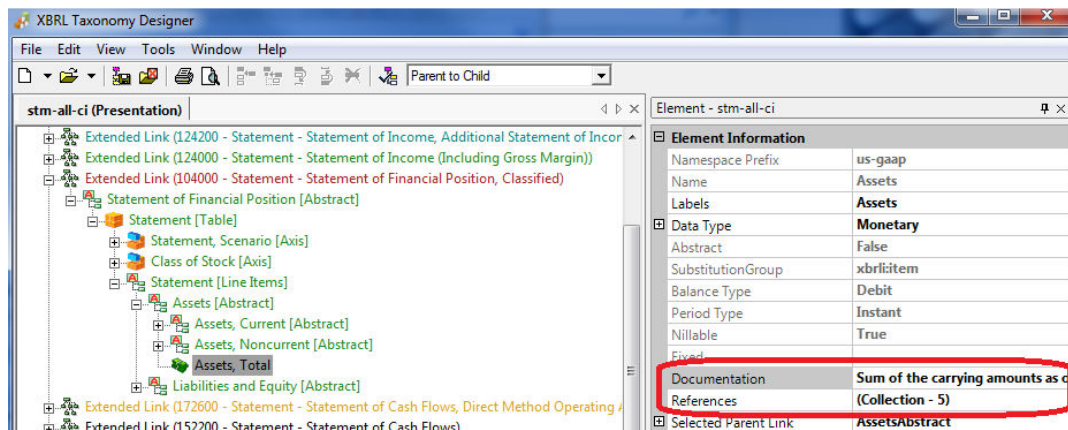 XBRL Taxonomy Designer
File Edit View Tools Window Help
Parent to Child
stm-all-ci (Presentation)
Extended Link (124200 - Statement - Statement of Income, Additional Statement of Incor
Extended Link (124000 - Statement - Statement of Income (Including Gross Margin))
Extended Link (104000 - Statement - Statement of Financial Position, Classified)
Statement of Financial Position [Abstract]
Statement [Table]
Statement, Scenario [Axis]
Class of Stock [Axis]
Statement [Line Items]
Assets [Abstract]
Assets, Current [Abstract]
Assets, Noncurrent [Abstract]
Assets, Total
Liabilities and Equity [Abstract]
Extended Link (172600 - Statement - Statement of Cash Flows, Direct Method Operating
Extended Link (152200 - Statement - Statement of Cash Flows)
Element - stm-all-ci
Element Information
Namespace Prefix us-gaap
Name Assets
Labels Assets
Data Type Monetary
Abstract False
SubstitutionGroup xbrli:item
Balance Type Debit
Period Type Instant
Nillable True
Fixed
Documentation Sum of the carrying amounts as
References (Collection - 5)
Selected Parent Link AssetsAbstract